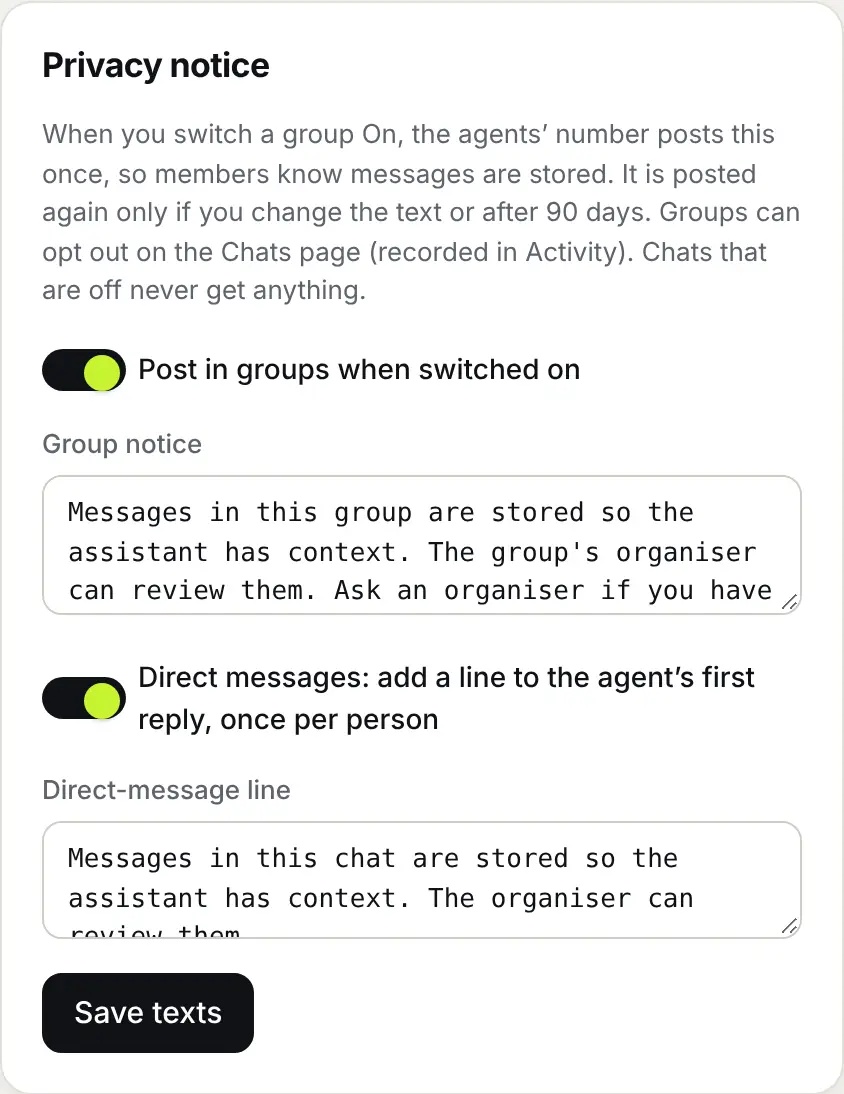 Privacy notice
When you switch a group On, the agents’ number posts this
once, so members know messages are stored. It is posted
again only if you change the text or after 90 days. Groups can
opt out on the Chats page (recorded in Activity). Chats that
are off never get anything.
Post in groups when switched on
Group notice
Messages in this group are stored so the
assistant has context. The group's organiser
can review them. Ask an organiser if you have
Direct messages: add a line to the agent’s first
reply, once per person
Direct-message line
Messages in this chat are stored so the
assistant has context. The organiser can
review them
Save texts